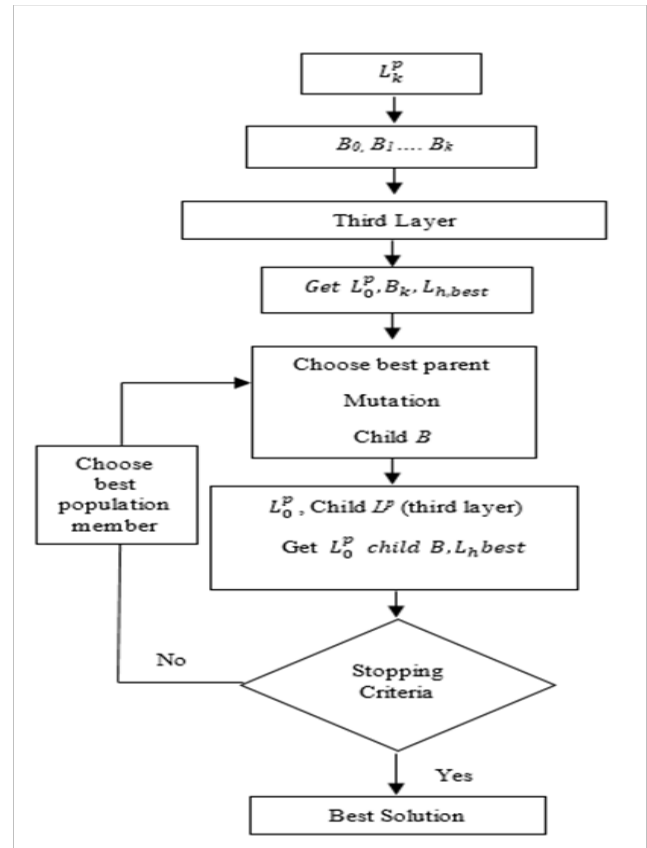 L_k^p
B_0, B_1 .... B_k
Third Layer
Get L_0^p, B_k, L_{h,best}
Choose best parent
Mutation
Child B
Choose
best
population
member
L_0^p, Child L^p (third layer)
Get L_0^p child B, L_h best
No
Stopping
Criteria
Yes
Best Solution